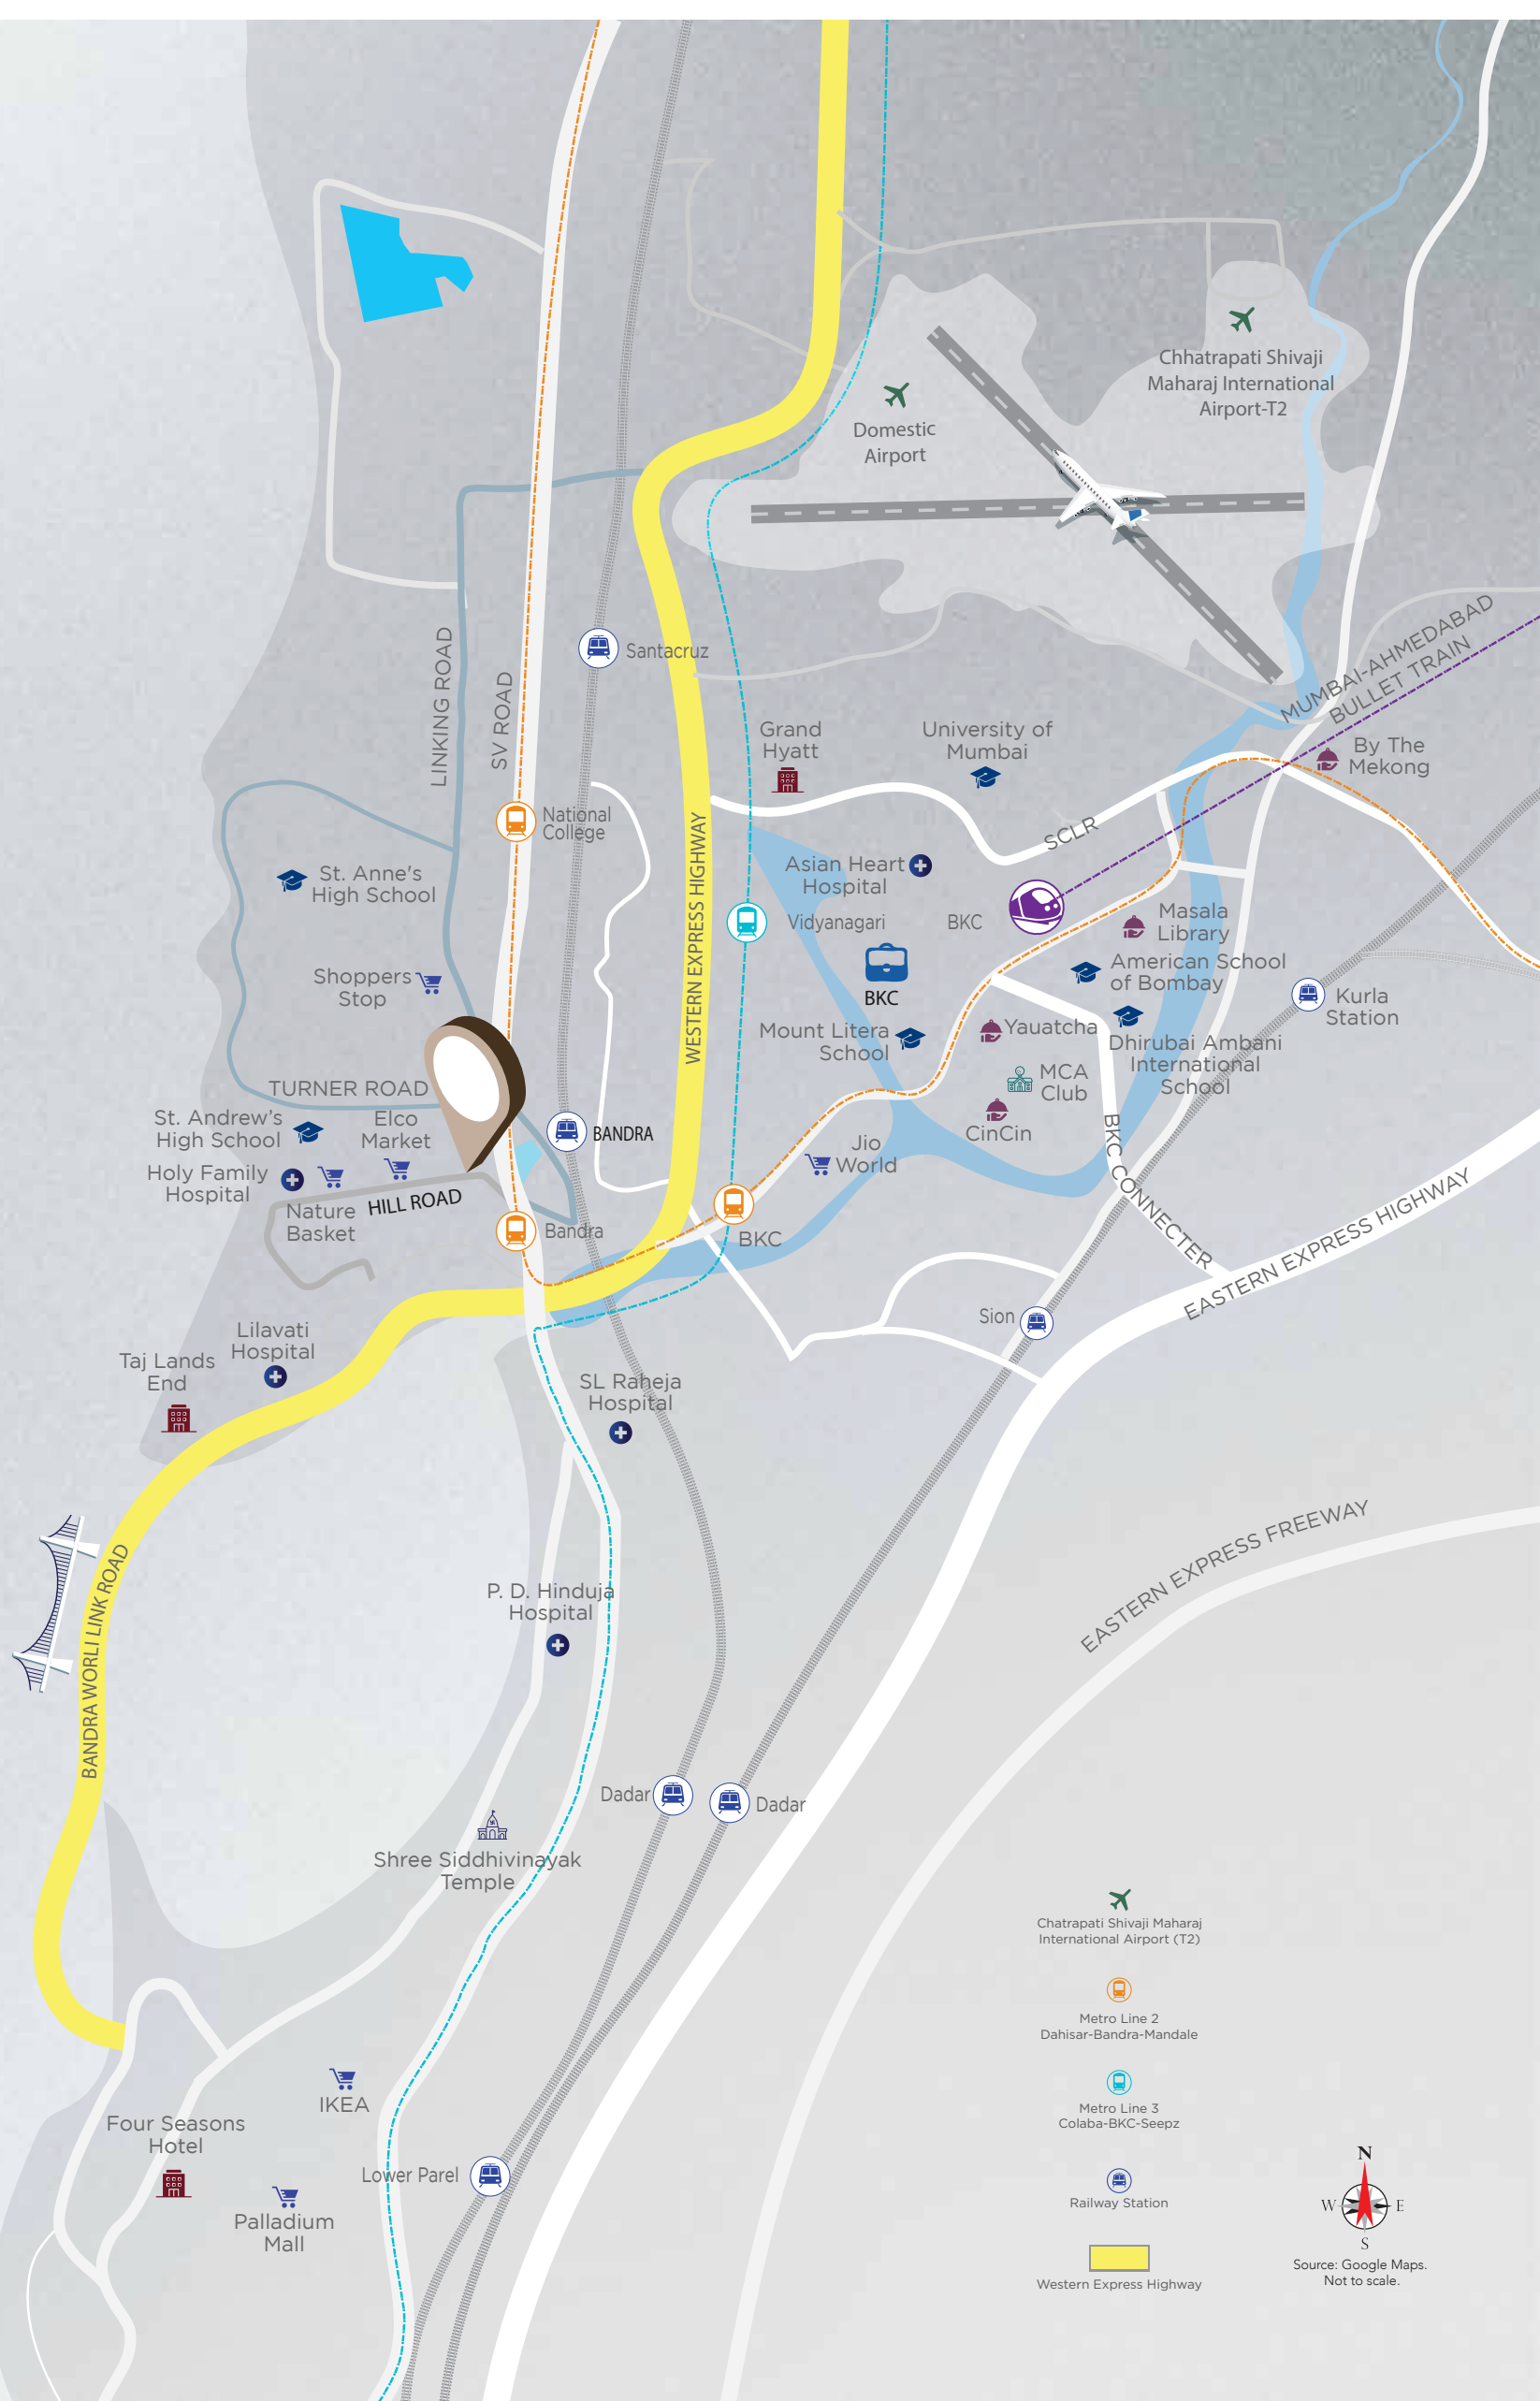 Chhatrapati Shivaji
Maharaj International
Airport-T2
Domestic
Airport
MUMBAI-AHMEDABAD
BULLET TRAIN
LINKING ROAD
SV ROAD
Santacruz
Grand
Hyatt
University of
Mumbai
By The
Mekong
National
College
SCLR
WESTERN EXPRESS HIGHWAY
St. Anne's
High School
Asian Heart
Hospital
Vidyanagari
BKC
Masala
Library
Shoppers
Stop
BKC
American School
of Bombay
Kurla
Station
Mount Litera
School
Yauatcha
Dhirubai Ambani
International
School
MCA
Club
TURNER ROAD
St. Andrew's
High School
Elco
Market
BANDRA
CinCin
Jio
World
BKC CONNECTER
Holy Family
Hospital
Nature
Basket
HILL ROAD
Bandra
BKC
EASTERN EXPRESS HIGHWAY
Sion
Lilavati
Hospital
Taj Lands
End
SL Raheja
Hospital
EASTERN EXPRESS FREEWAY
BANDRA WORLI LINK ROAD
P. D. Hinduja
Hospital
Dadar
Dadar
Shree Siddhivinayak
Temple
IKEA
Four Seasons
Hotel
Lower Parel
Palladium
Mall
Chatrapati Shivaji Maharaj
International Airport (T2)
Metro Line 2
Dahisar-Bandra-Mandale
Metro Line 3
Colaba-BKC-Seepz
Railway Station
Western Express Highway
N
W
E
S
Source: Google Maps.
Not to scale.